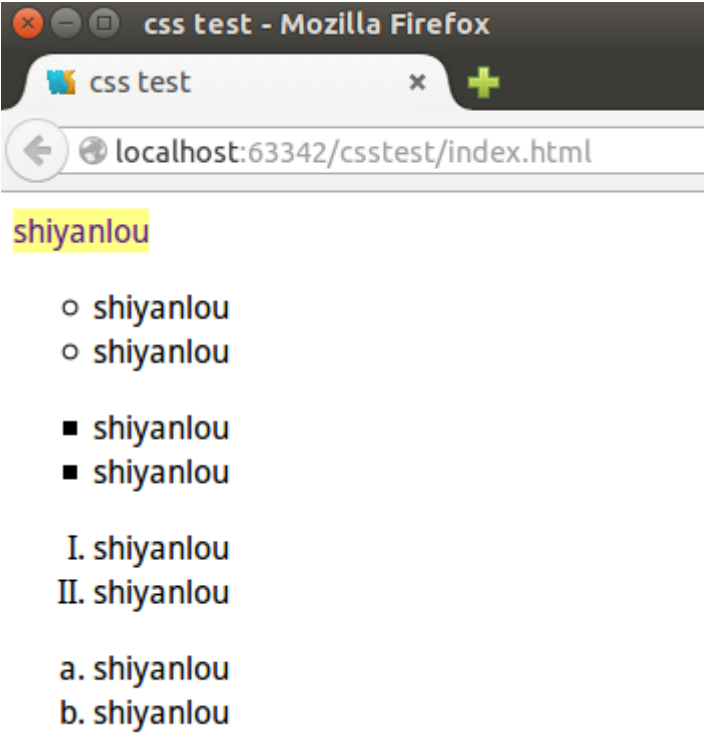 css test - Mozilla Firefox
css test
localhost:63342/csstest/index.html
shiyanlou
shiyanlou
shiyanlou
shiyanlou
shiyanlou
I. shiyanlou
II. shiyanlou
a. shiyanlou
b. shiyanlou